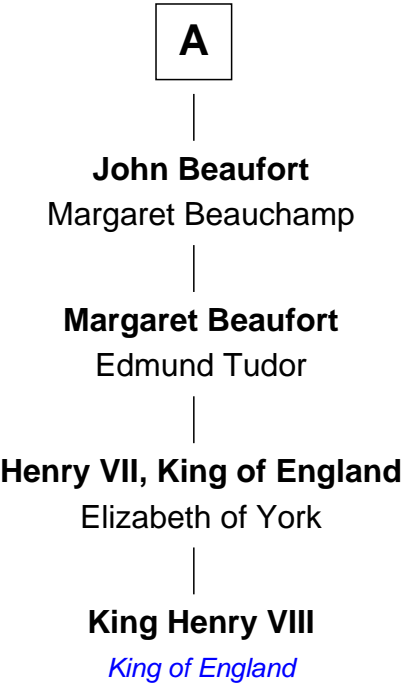 A
John Beaufort
Margaret Beauchamp
Margaret Beaufort
Edmund Tudor
Henry VII, King of England
Elizabeth of York
King Henry VIII
King of England